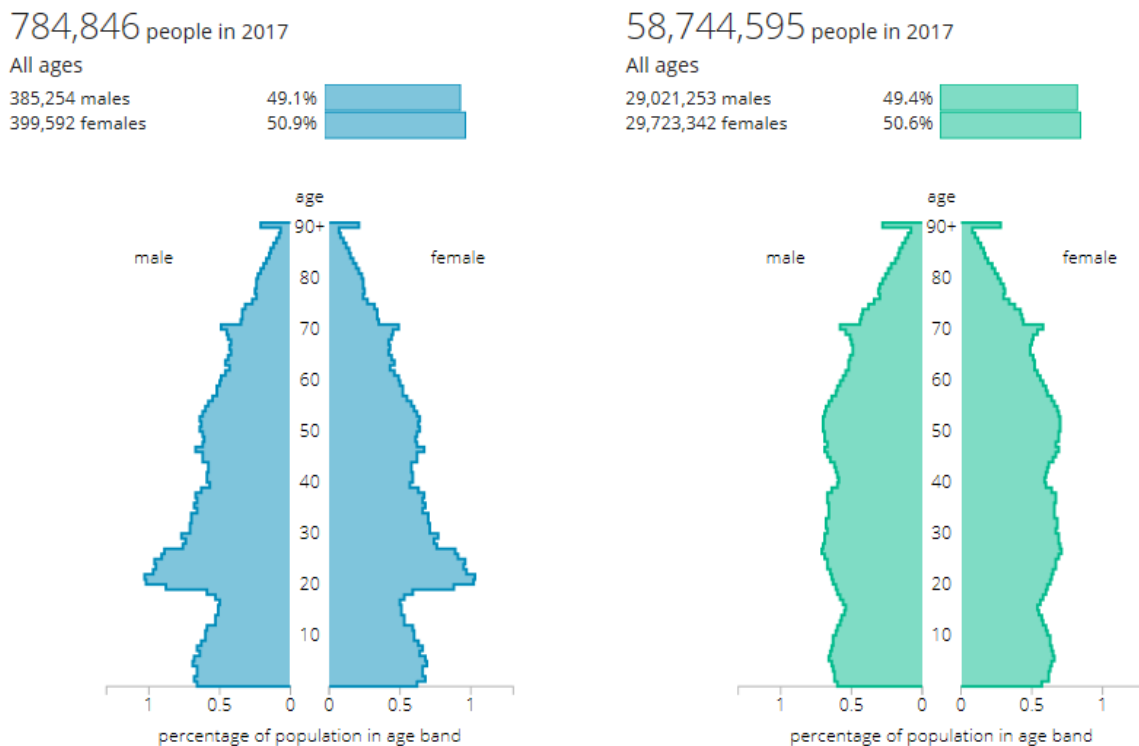 784,846 people in 2017
All ages
385,254 males 49.1%
399,592 females 50.9%
age
90+
male female
80
70
60
50
40
30
20
10
1 0.5 0 0 0.5 1
percentage of population in age band
58,744,595 people in 2017
All ages
29,021,253 males 49.4%
29,723,342 females 50.6%
age
90+
male female
80
70
60
50
40
30
20
10
1 0.5 0 0 0.5 1
percentage of population in age band